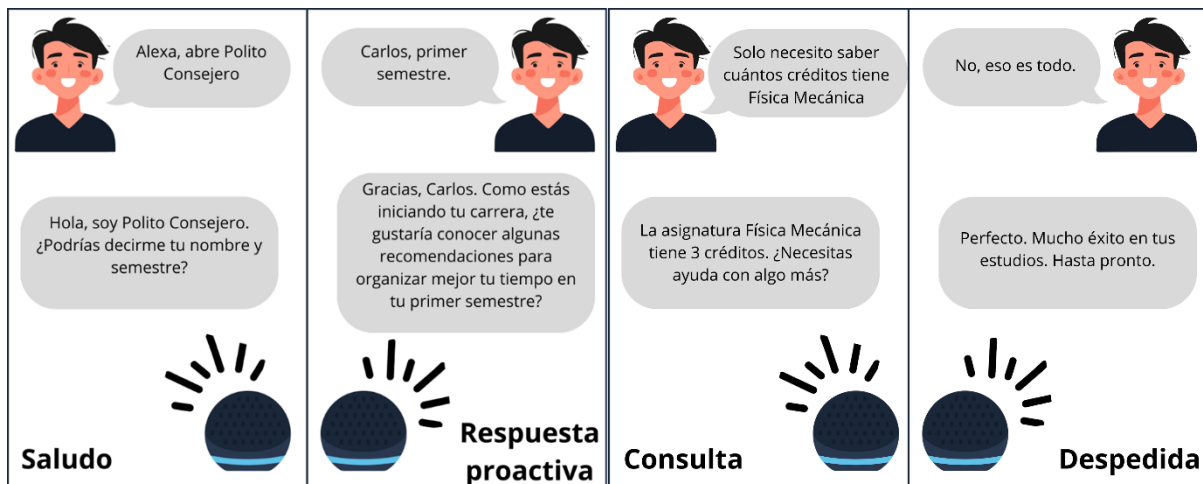 Alexa, abre Polito
Consejero
Hola, soy Polito Consejero.
¿Podrías decirme tu nombre y
semestre?
Saludo
Carlos, primer
semestre.
Gracias, Carlos. Como estás
iniciando tu carrera, ¿te
gustaría conocer algunas
recomendaciones para
organizar mejor tu tiempo en
tu primer semestre?
Respuesta
proactiva
Solo necesito saber
cuántos créditos tiene
Física Mecánica
La asignatura Física Mecánica
tiene 3 créditos. ¿Necesitas
ayuda con algo más?
Consulta
No, eso es todo.
Perfecto. Mucho éxito en tus
estudios. Hasta pronto.
Despedida